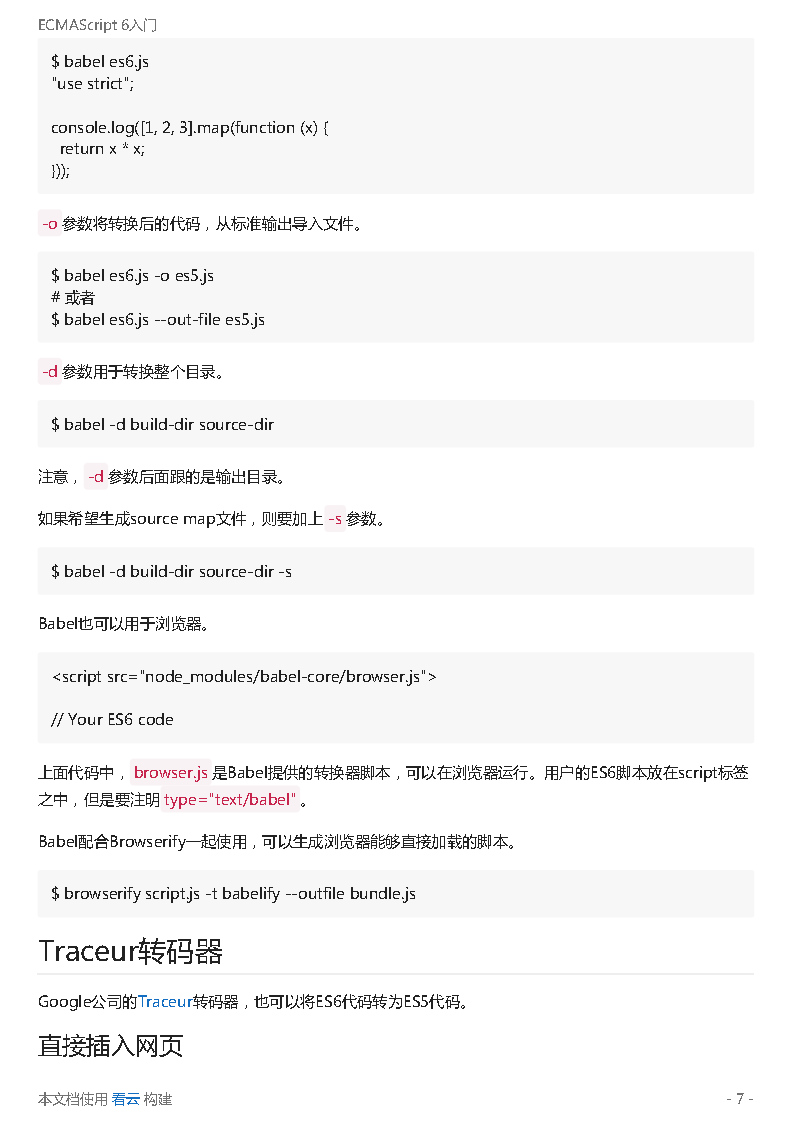 ECMAScript 6入门
$ babel es6.js
"use strict";
console.log([1, 2, 3].map(function (x) {
  return x * x;
}));
-o 参数将转换后的代码，从标准输出导入文件。
$ babel es6.js -o es5.js
# 或者
$ babel es6.js --out-file es5.js
-d 参数用于转换整个目录。
$ babel -d build-dir source-dir
注意， -d 参数后面跟的是输出目录。
如果希望生成source map文件，则要加上 -s 参数。
$ babel -d build-dir source-dir -s
Babel也可以用于浏览器。
<script src="node_modules/babel-core/browser.js">
// Your ES6 code
上面代码中， browser.js 是Babel提供的转换器脚本，可以在浏览器运行。用户的ES6脚本放在script标签
之中，但是要注明 type="text/babel" 。
Babel配合Browserify一起使用，可以生成浏览器能够直接加载的脚本。
$ browserify script.js -t babelify --outfile bundle.js
Traceur转码器
Google公司的Traceur转码器，也可以将ES6代码转为ES5代码。
直接插入网页
本文档使用 看云 构建 - 7 -